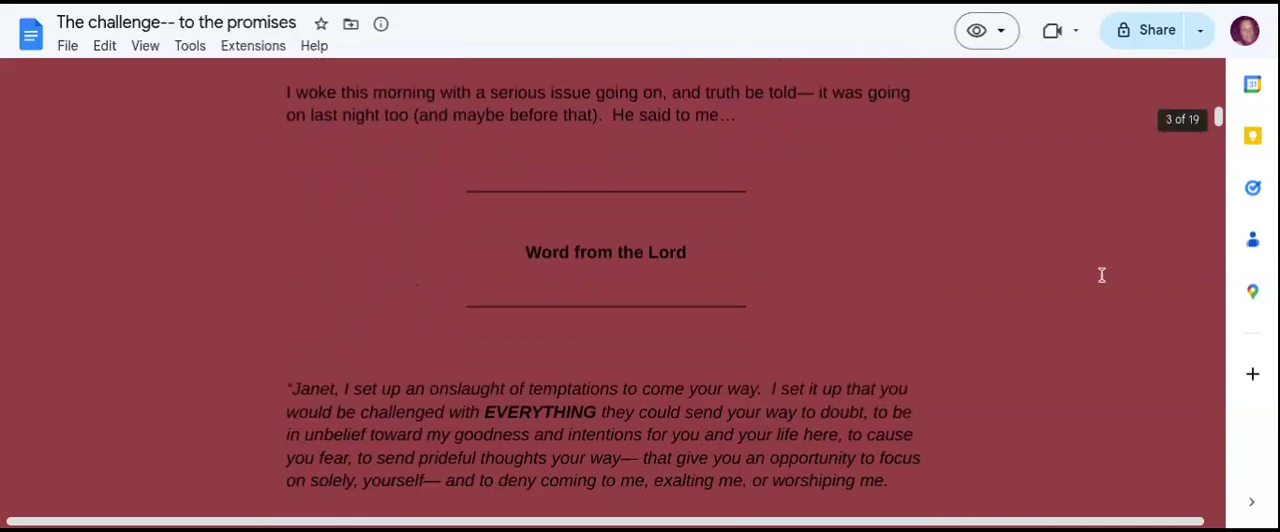 The challenge-- to the promises
File Edit View Tools Extensions Help
Share
I woke this morning with a serious issue going on, and truth be told— it was going
on last night too (and maybe before that).  He said to me…
3 of 19
Word from the Lord
“Janet, I set up an onslaught of temptations to come your way.  I set it up that you
would be challenged with EVERYTHING they could send your way to doubt, to be
in unbelief toward my goodness and intentions for you and your life here, to cause
you fear, to send prideful thoughts your way— that give you an opportunity to focus
on solely, yourself— and to deny coming to me, exalting me, or worshiping me.
31